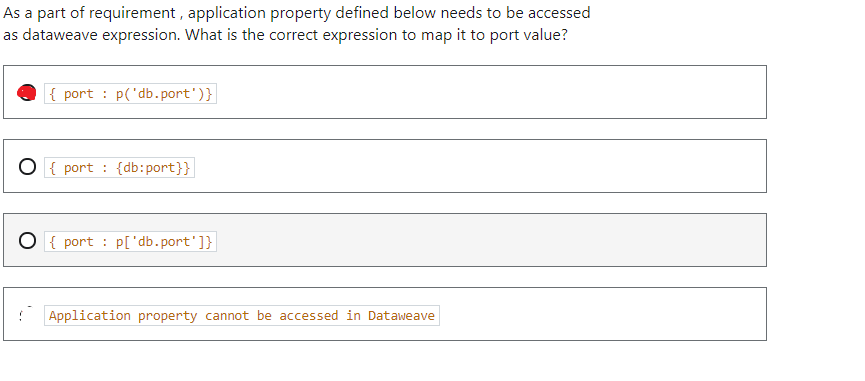 As a part of requirement , application property defined below needs to be accessed
as dataweave expression. What is the correct expression to map it to port value?
{ port : p('db.port')}
{ port : {db:port}}
{ port : p['db.port']}
Application property cannot be accessed in Dataweave